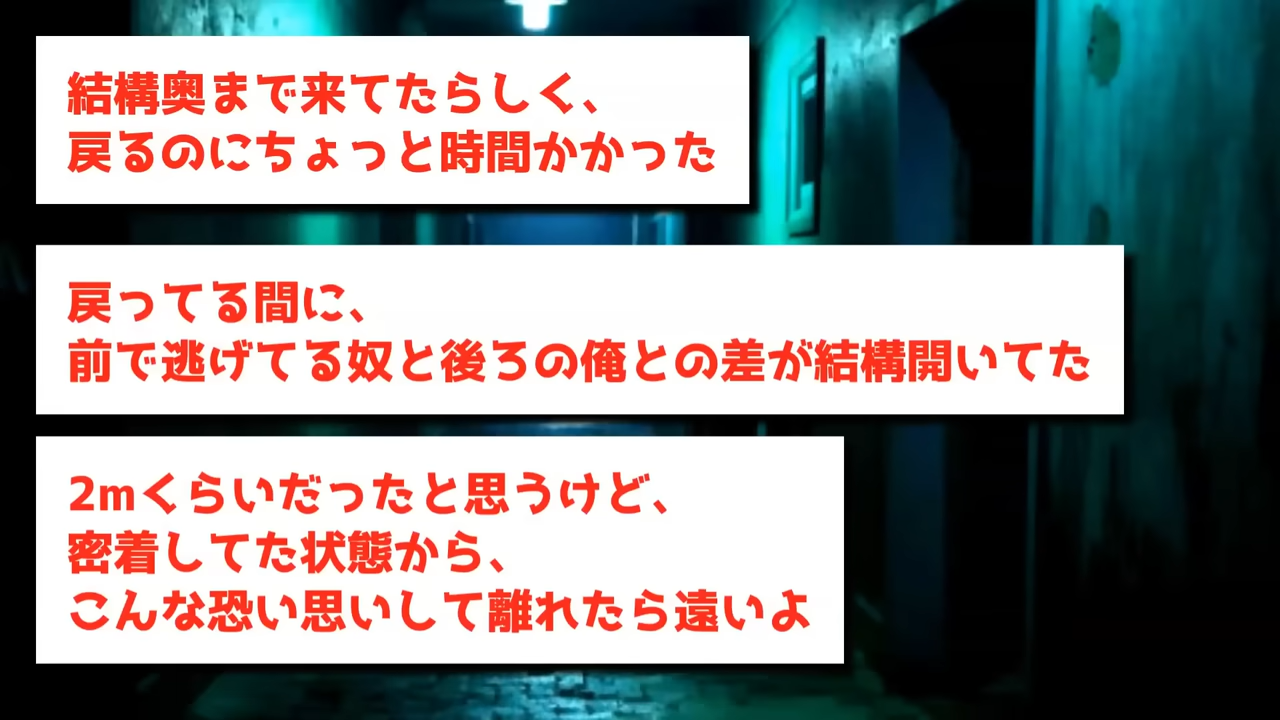 結構奥まで来てたらしく、
戻るのにちょっと時間かかった
戻ってる間に、
前で逃げてる奴と後ろの俺との差が結構開いてた
2mくらいだったと思うけど、
密着してた状態から、
こんな恐い思いして離れたら遠いよ